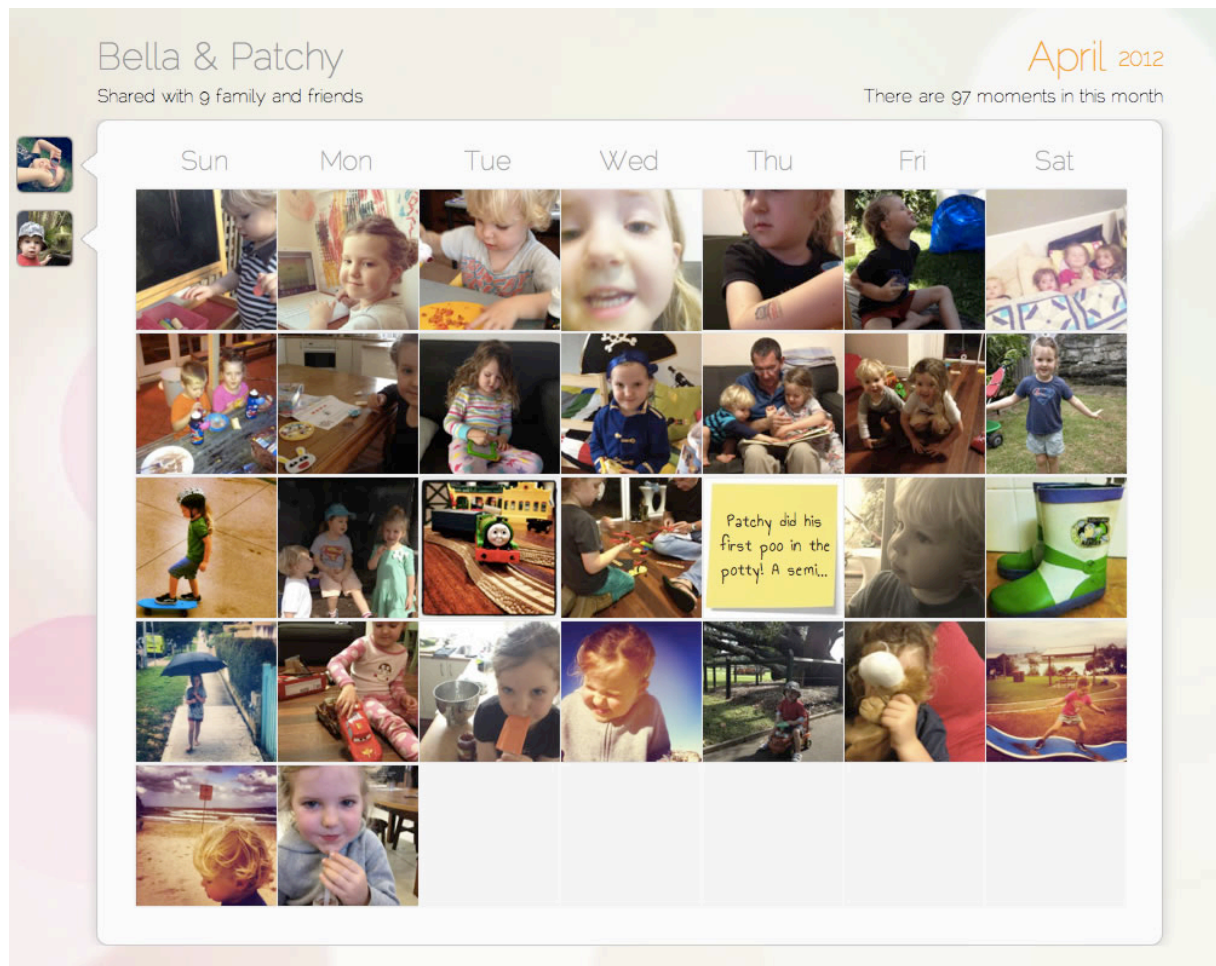 Bella & Patchy
April 2012
Shared with 9 family and friends
There are 97 moments in this month
Sun Mon Tue Wed Thu Fri Sat
Patchy did his
first poo in the
potty! A semi...